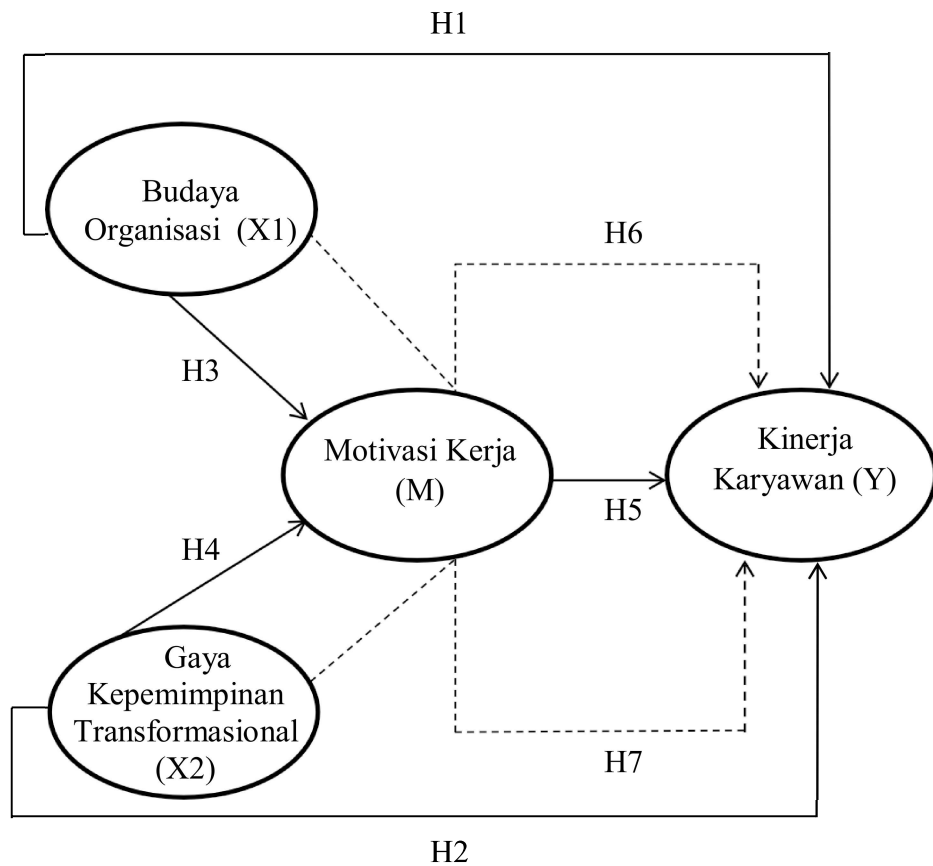 H1
Budaya
Organisasi (X1)
H6
H3
Motivasi Kerja
(M)
Kinerja
Karyawan (Y)
H5
H4
Gaya
Kepemimpinan
Transformasional
(X2)
H7
H2